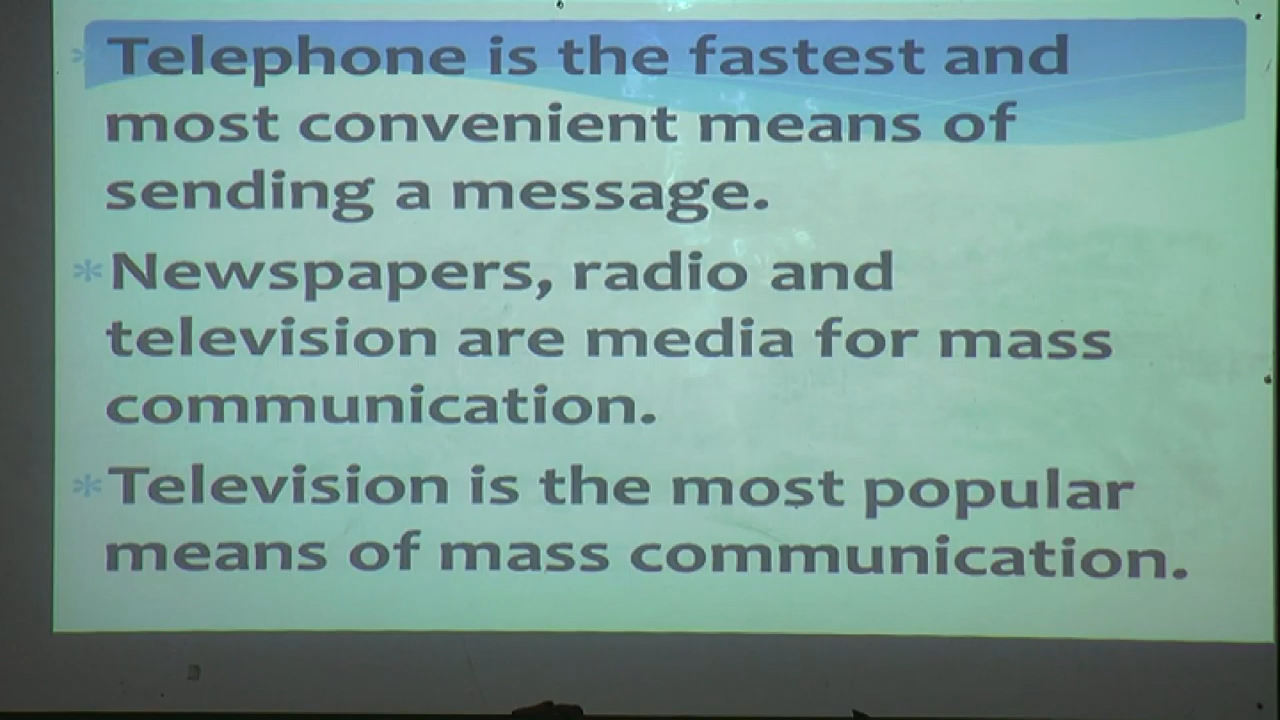 * Telephone is the fastest and
most convenient means of
sending a message.
* Newspapers, radio and
television are media for mass
communication.
* Television is the most popular
means of mass communication.